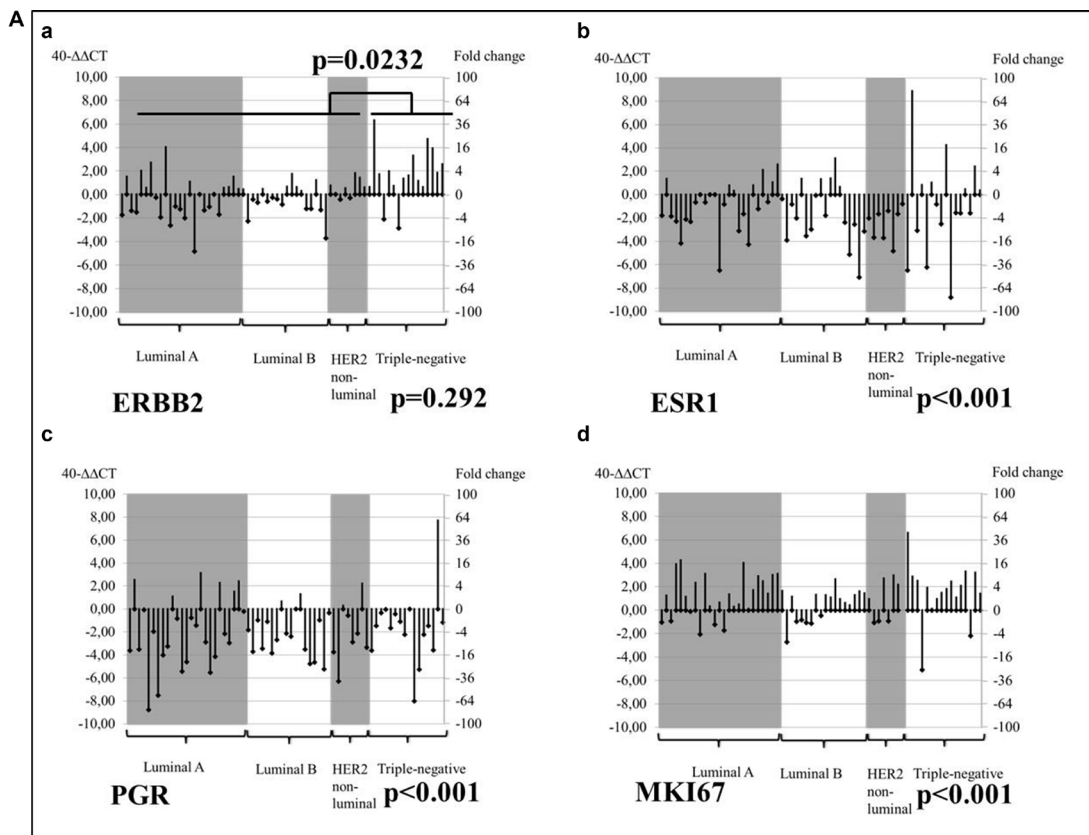 A
a
40-ΔΔCT
Fold change
p=0.0232
10,00
8,00
6,00
4,00
2,00
0,00
-2,00
-4,00
-6,00
-8,00
-10,00
100
64
36
16
4
0
-4
-16
-36
-64
-100
Luminal A
Luminal B
HER2
non-
luminal
Triple-negative
ERBB2
p=0.292
b
40-ΔΔCT
Fold change
10,00
8,00
6,00
4,00
2,00
0,00
-2,00
-4,00
-6,00
-8,00
-10,00
100
64
36
16
4
0
-4
-16
-36
-64
-100
Luminal A
Luminal B
HER2
non-
luminal
Triple-negative
ESR1
p<0.001
c
40-ΔΔCT
Fold change
10,00
8,00
6,00
4,00
2,00
0,00
-2,00
-4,00
-6,00
-8,00
-10,00
100
64
36
16
4
0
-4
-16
-36
-64
-100
Luminal A
Luminal B
HER2
non-
luminal
Triple-negative
PGR
p<0.001
d
40-ΔΔCT
Fold change
10,00
8,00
6,00
4,00
2,00
0,00
-2,00
-4,00
-6,00
-8,00
-10,00
100
64
36
16
4
0
-4
-16
-36
-64
-100
Luminal A
Luminal B
HER2
non-
luminal
Triple-negative
MKI67
p<0.001